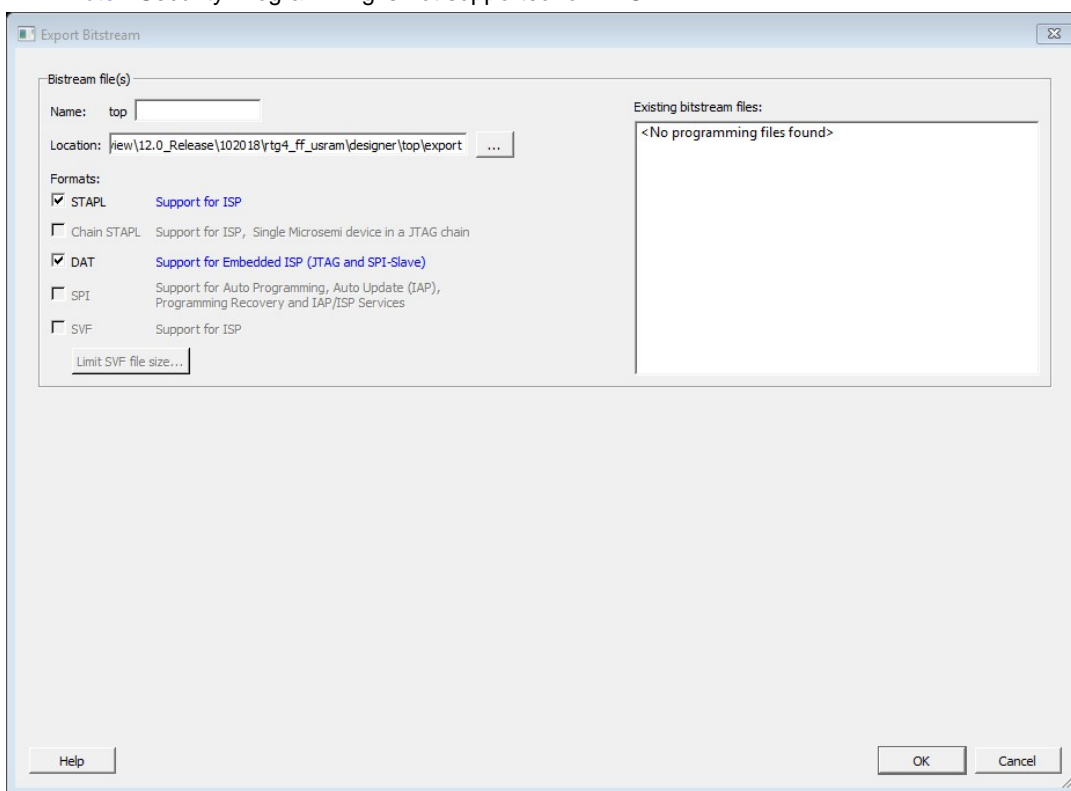 Export Bitstream
Bistream file(s)
Name: top
Existing bitstream files:
<No programming files found>
Location: view\12.0_Release\102018\rtg4_ff_usram\designer\top\export ...
Formats:
STAPL Support for ISP
Chain STAPL Support for ISP, Single Microsemi device in a JTAG chain
DAT Support for Embedded ISP (JTAG and SPI-Slave)
SPI Support for Auto Programming, Auto Update (IAP),
Programming Recovery and IAP/ISP Services
SVF Support for ISP
Limit SVF file size...
Help OK Cancel